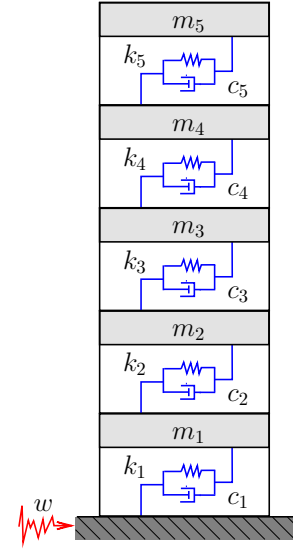 m₅
k₅
c₅
m₄
k₄
c₄
m₃
k₃
c₃
m₂
k₂
c₂
m₁
k₁
c₁
w